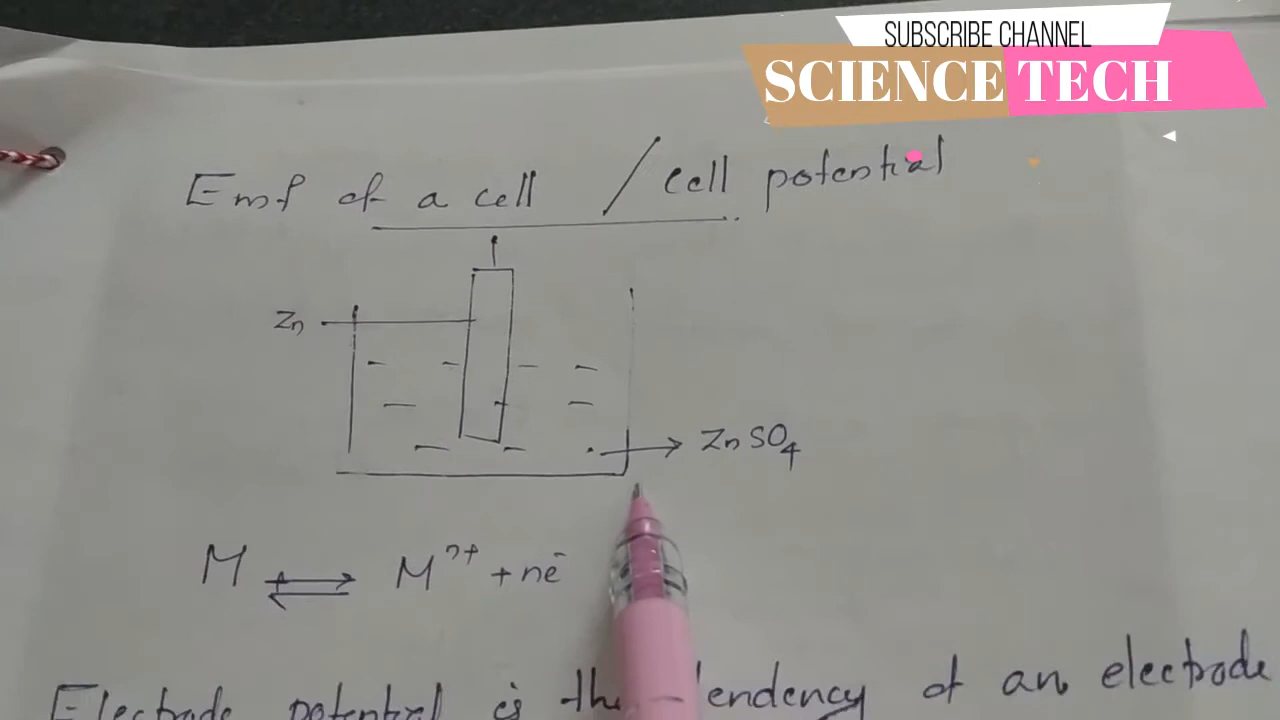 SUBSCRIBE CHANNEL
SCIENCE TECH
Emf of a cell / cell potential
Zn
ZnSO₄
M ⇌ Mⁿ⁺ + ne⁻
Electrode potential is the tendency of an electrode